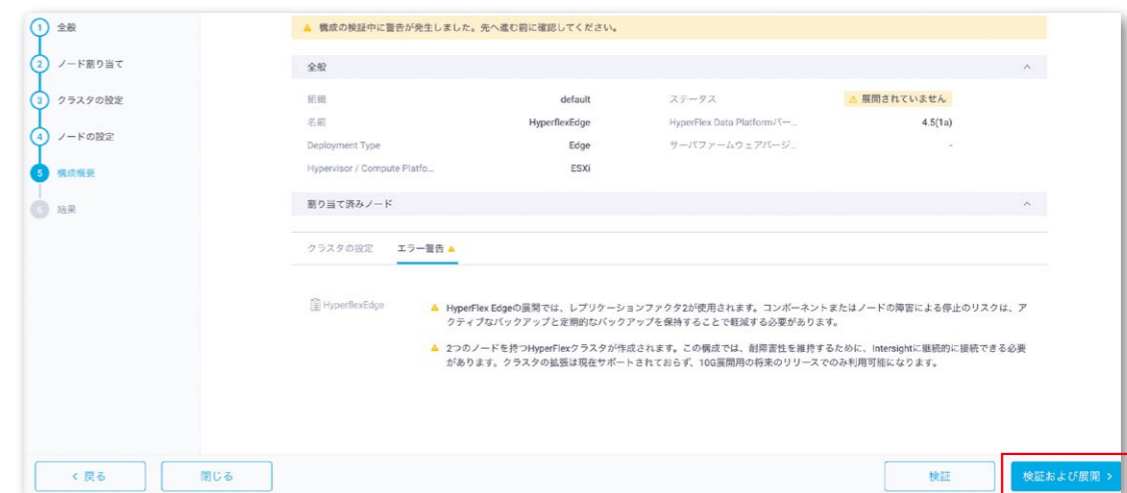 1 全般
2 ノード割り当て
3 クラスタの設定
4 ノードの設定
5 構成概要
6 結果
構成の検証中に警告が発生しました。先へ進む前に確認してください。
全般
組織 default ステータス 展開されていません
名前 HyperflexEdge HyperFlex Data Platformバー... 4.5(1a)
Deployment Type Edge サーバファームウェアバージ... -
Hypervisor / Compute Platfo... ESXi
割り当て済みノード
クラスタの設定 エラー警告
HyperflexEdge
HyperFlex Edgeの展開では、レプリケーションファクタ2が使用されます。コンポーネントまたはノードの障害による停止のリスクは、ア
クティブなバックアップと定期的なバックアップを保持することで軽減する必要があります。
2つのノードを持つHyperFlexクラスタが作成されます。この構成では、耐障害性を維持するために、Intersightに継続的に接続できる必要
があります。クラスタの拡張は現在サポートされておらず、10G展開用の将来のリリースでのみ利用可能になります。
< 戻る 閉じる 検証 検証および展開 >